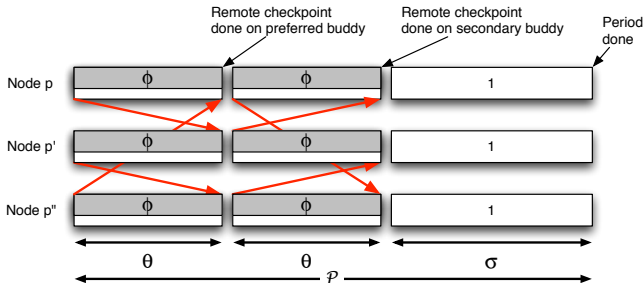 Remote checkpoint
done on preferred buddy
Remote checkpoint
done on secondary buddy
Period
done
Node p
ϕ
ϕ
1
Node p'
ϕ
ϕ
1
Node p"
ϕ
ϕ
1
θ
θ
σ
𝒫